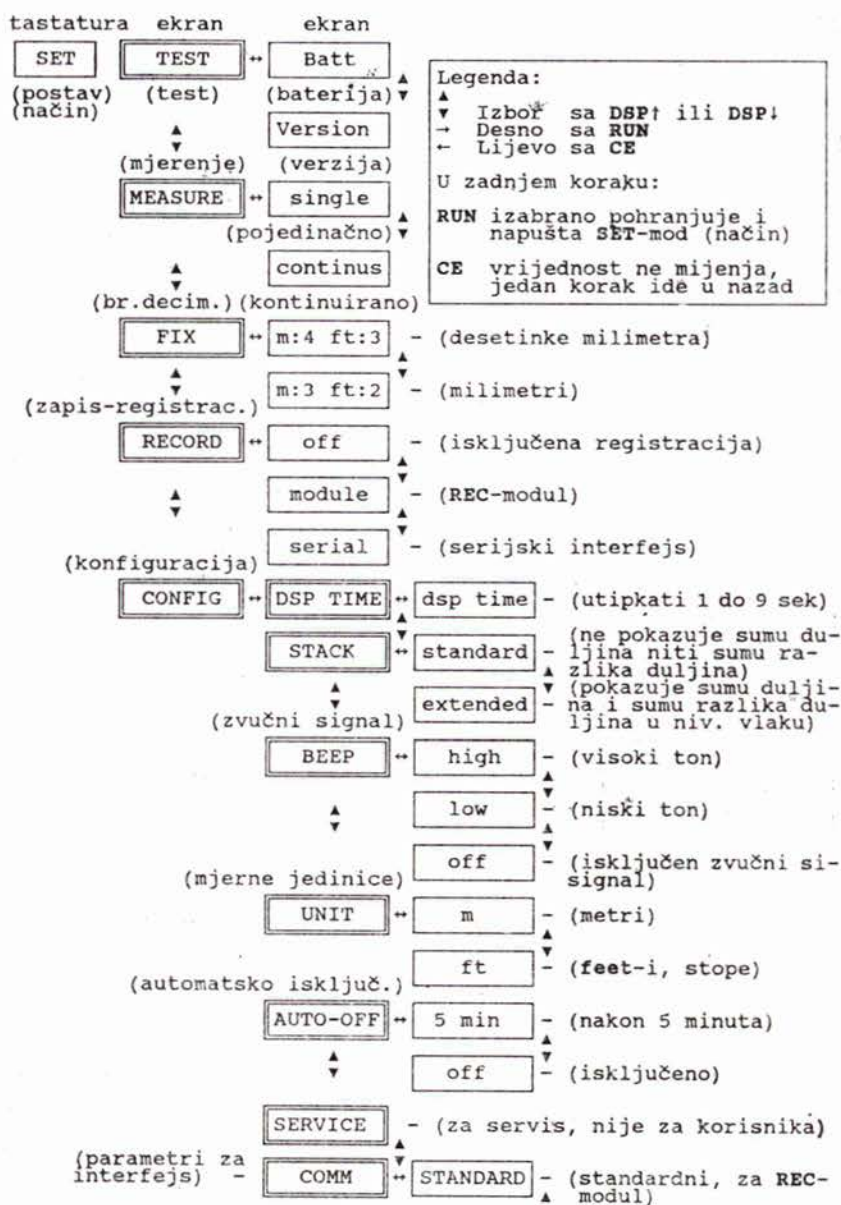 tastatura ekran ekran
SET TEST ↔ Batt
(postav) (test) (baterija)
(način)
Version
(mjerenje) (verzija)
MEASURE ↔ single
(pojedinačno)
continus
(br.decim.) (kontinuirano)
FIX ↔ m:4 ft:3 - (desetinke milimetra)
m:3 ft:2 - (milimetri)
(zapis-registrac.)
RECORD ↔ off - (isključena registracija)
module - (REC-modul)
serial - (serijski interfejs)
(konfiguracija)
CONFIG ↔ DSP TIME ↔ dsp time - (utipkati 1 do 9 sek)
STACK ↔ standard - (ne pokazuje sumu du-
ljina niti sumu ra-
zlika duljina)
extended - (pokazuje sumu dulji-
na i sumu razlika du-
ljina u niv. vlaku)
(zvučni signal)
BEEP ↔ high - (visoki ton)
low - (niski ton)
off - (isključen zvučni si-
signal)
(mjerne jedinice)
UNIT ↔ m - (metri)
ft - (feet-i, stope)
(automatsko isključ.)
AUTO-OFF ↔ 5 min - (nakon 5 minuta)
off - (isključeno)
SERVICE - (za servis, nije za korisnika)
(parametri za
interfejs) - COMM ↔ STANDARD - (standardni, za REC-
modul)
Legenda:
▲
▼ Izbor sa DSP↑ ili DSP↓
→ Desno sa RUN
← Lijevo sa CE
U zadnjem koraku:
RUN izabrano pohranjuje i
napušta SET-mod (način)
CE vrijednost ne mijenja,
jedan korak ide u nazad